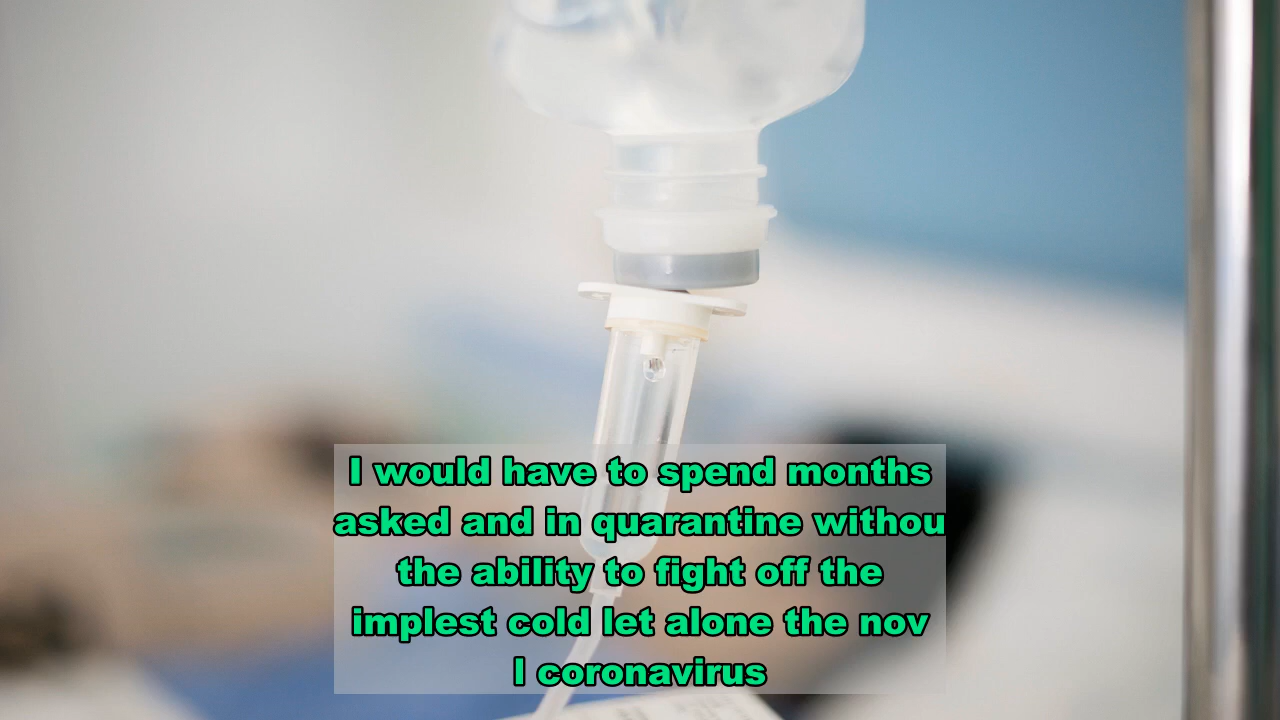 I would have to spend months
asked and in quarantine withou
the ability to fight off the
implest cold let alone the nov
l coronavirus